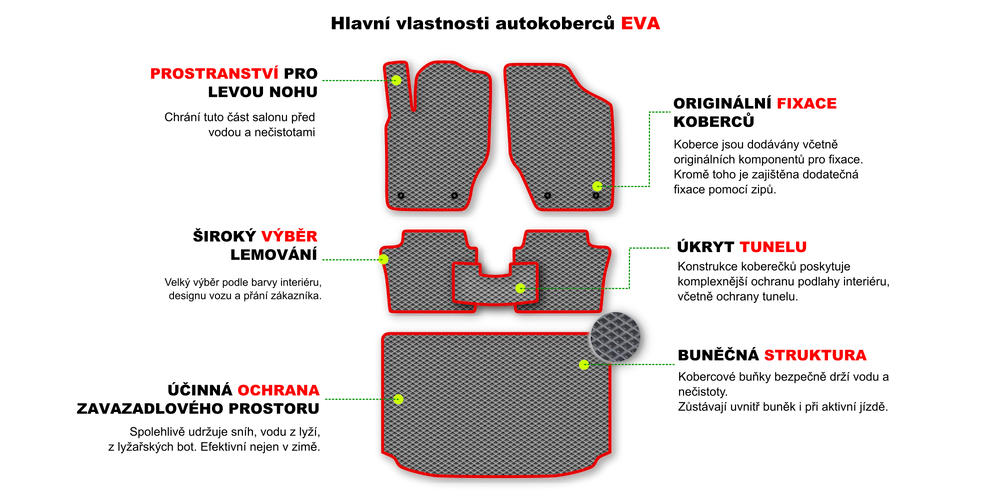 Hlavní vlastnosti autokoberců EVA
PROSTRANSTVÍ PRO
LEVOU NOHU
Chrání tuto část salonu před
vodou a nečistotami
ORIGINÁLNÍ FIXACE
KOBERCŮ
Koberce jsou dodávány včetně
originálních komponentů pro fixace.
Kromě toho je zajištěna dodatečná
fixace pomocí zipů.
ŠIROKÝ VÝBĚR
LEMOVÁNÍ
Velký výběr podle barvy interiéru,
designu vozu a přání zákazníka.
ÚKRYT TUNELU
Konstrukce koberečků poskytuje
komplexnější ochranu podlahy interiéru,
včetně ochrany tunelu.
BUNĚČNÁ STRUKTURA
Kobercové buňky bezpečně drží vodu a
nečistoty.
Zůstávají uvnitř buněk i při aktivní jízdě.
ÚČINNÁ OCHRANA
ZAVAZADLOVÉHO PROSTORU
Spolehlivě udržuje sníh, vodu z lyží,
z lyžařských bot. Efektivní nejen v zimě.